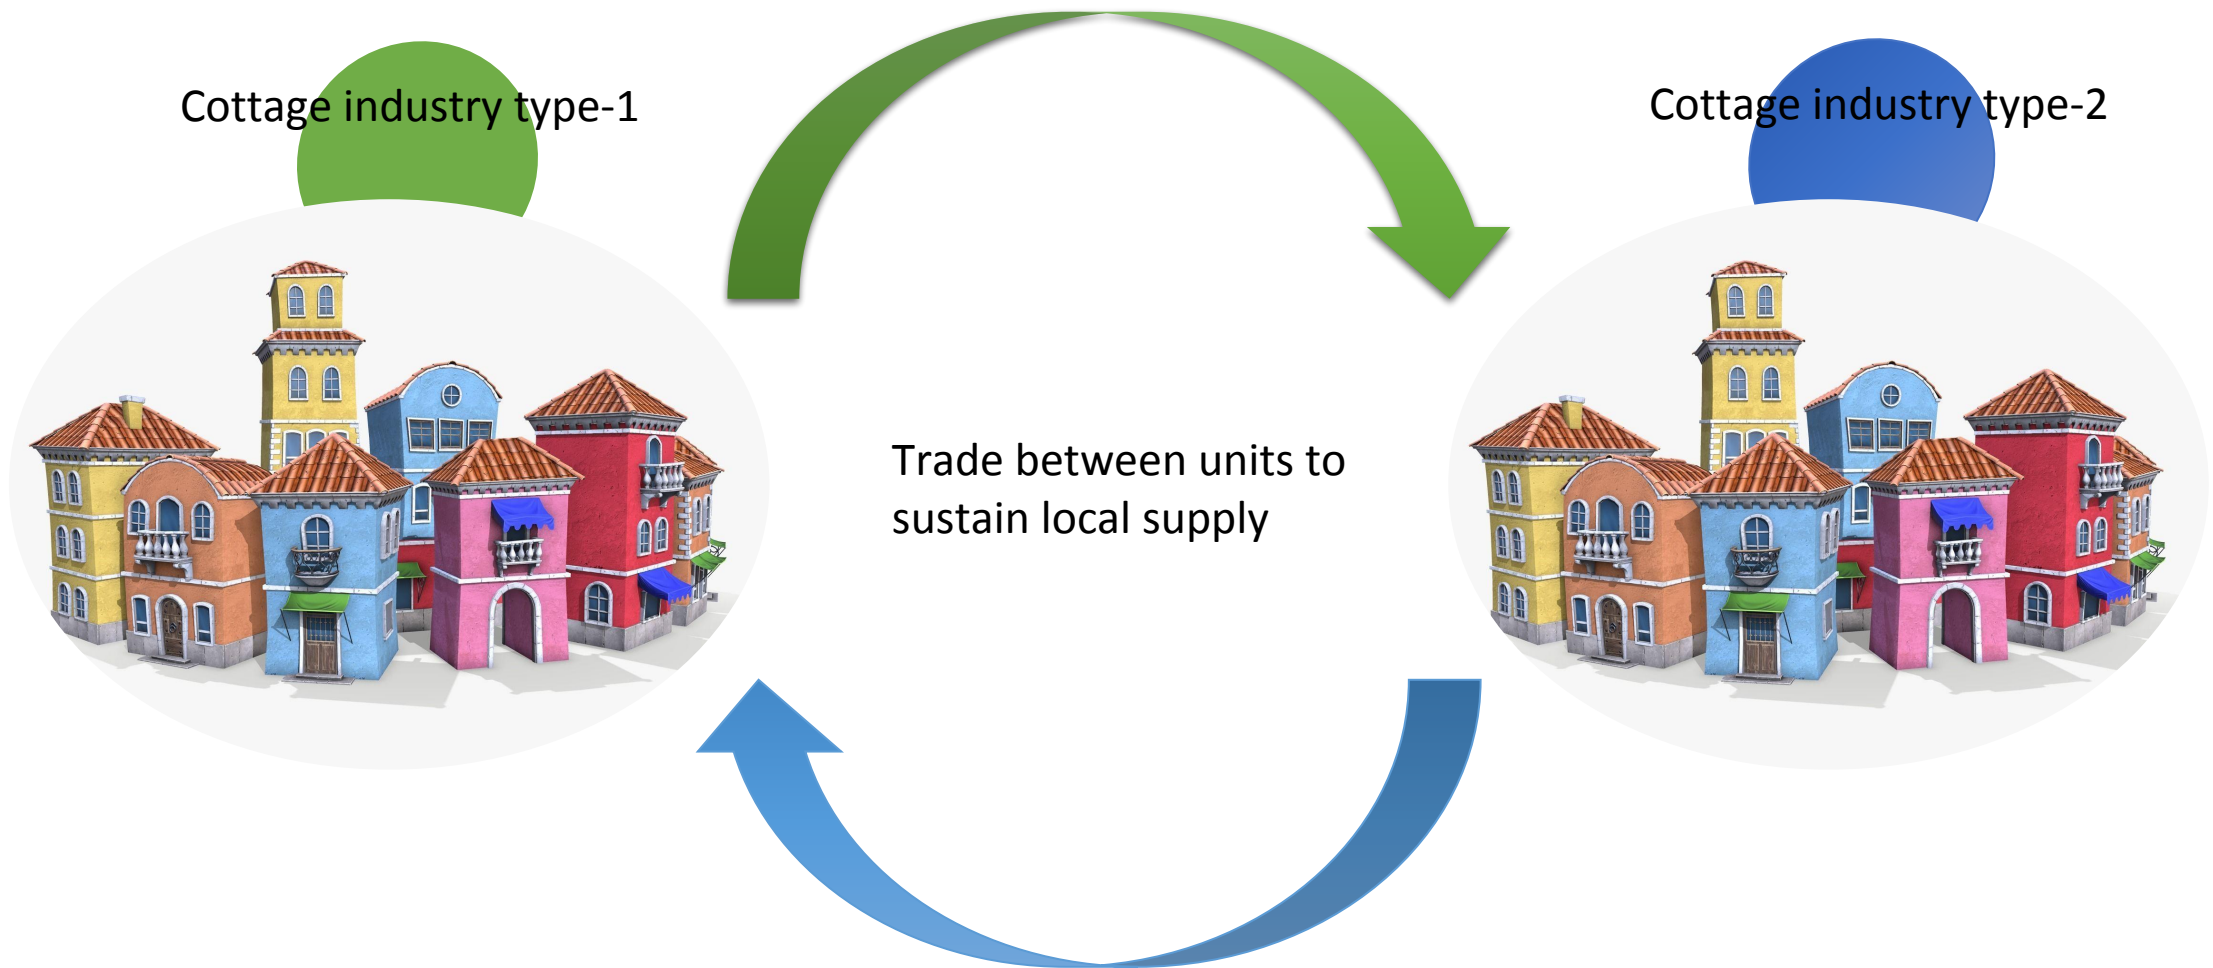 Cottage industry type-1
Cottage industry type-2
Trade between units to
sustain local supply